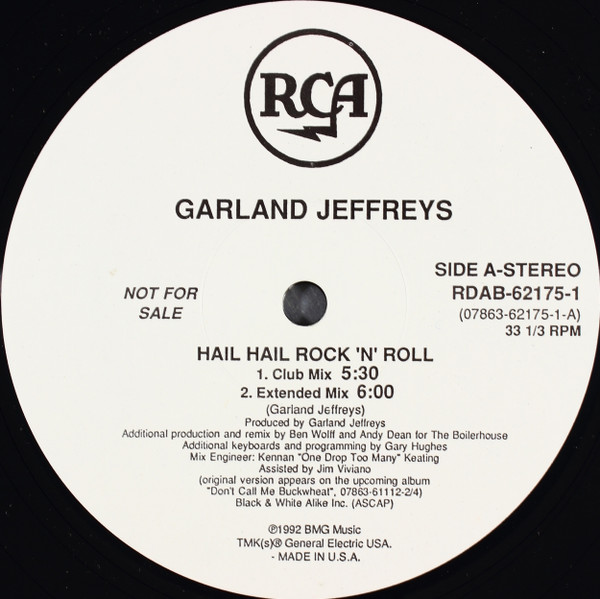 RCA
GARLAND JEFFREYS
SIDE A-STEREO
RDAB-62175-1
(07863-62175-1-A)
33 1/3 RPM
NOT FOR
SALE
HAIL HAIL ROCK 'N' ROLL
1. Club Mix 5:30
2. Extended Mix 6:00
(Garland Jeffreys)
Produced by Garland Jeffreys
Additional production and remix by Ben Wolff and Andy Dean for The Boilerhouse
Additional keyboards and programming by Gary Hughes
Mix Engineer: Kennan "One Drop Too Many" Keating
Assisted by Jim Viviano
(original version appears on the upcoming album
"Don't Call Me Buckwheat", 07863-61112-2/4)
Black & White Alike Inc. (ASCAP)
℗1992 BMG Music
TMK(s)® General Electric USA.
- MADE IN U.S.A.